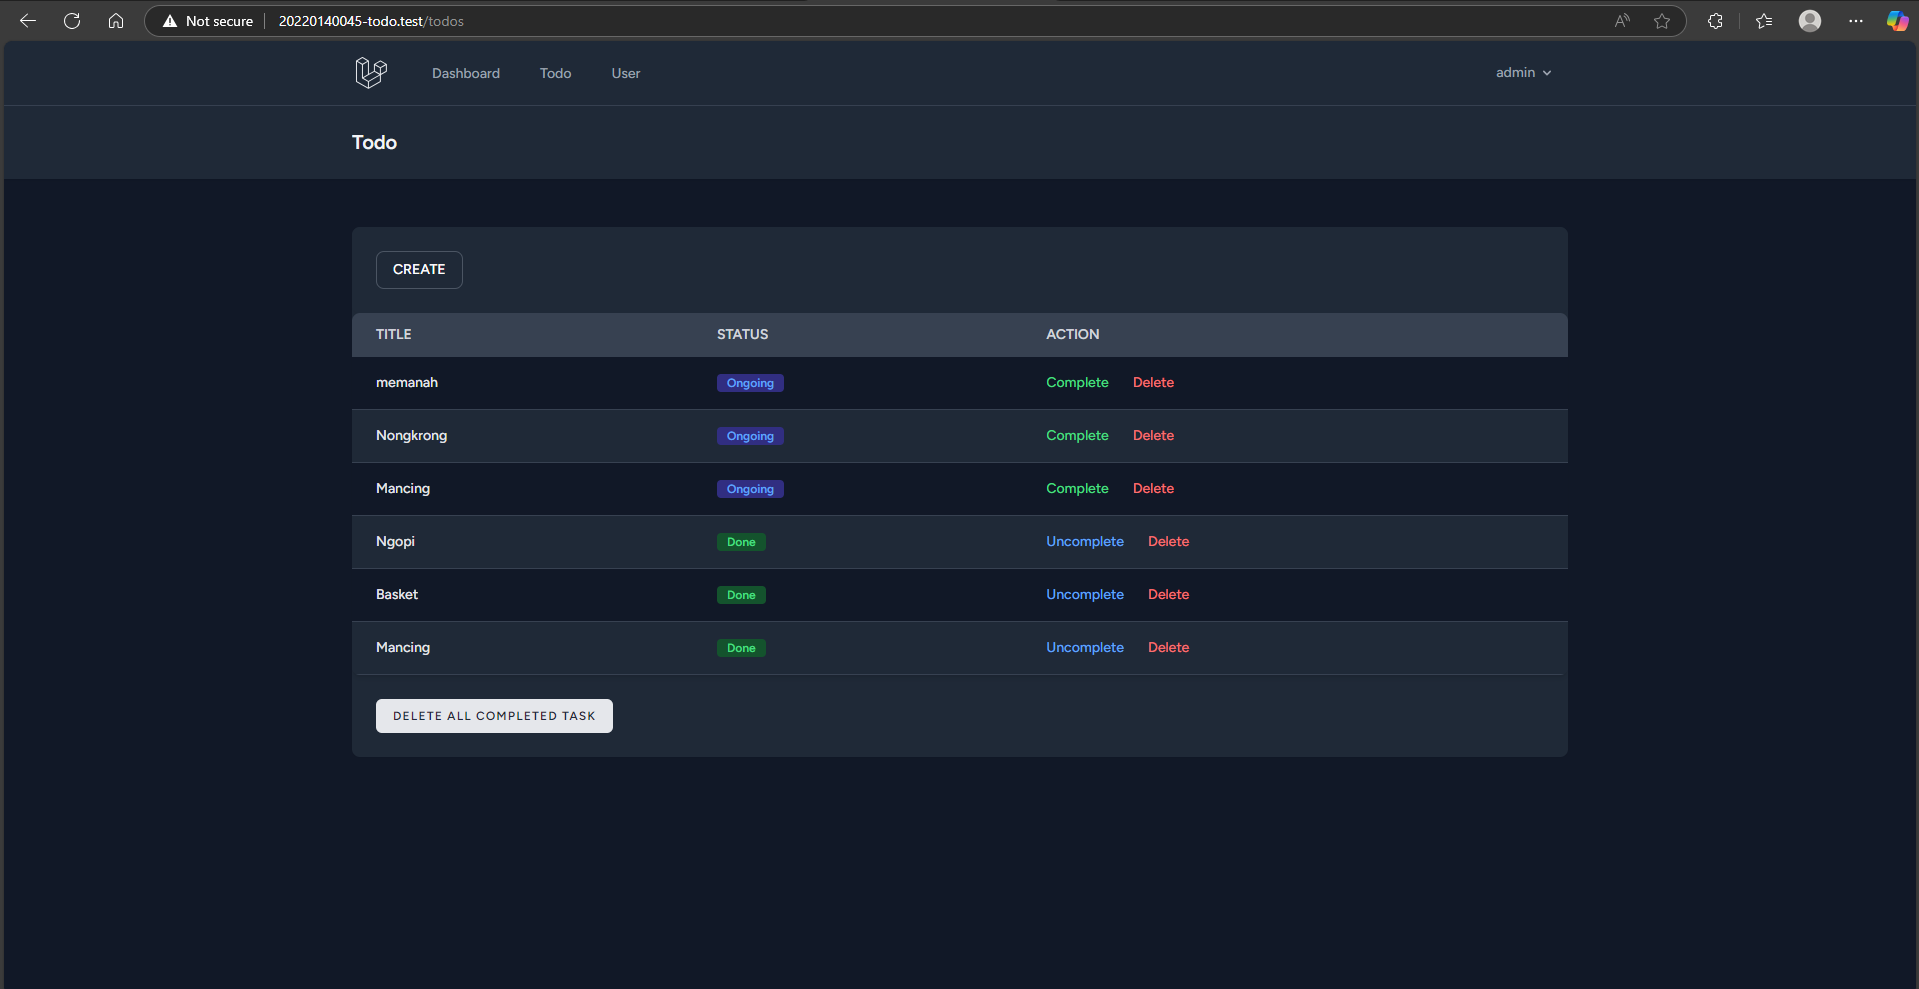 Not secure 20220140045-todo.test/todos
Dashboard Todo User admin
Todo
CREATE
TITLE STATUS ACTION
memanah Ongoing Complete Delete
Nongkrong Ongoing Complete Delete
Mancing Ongoing Complete Delete
Ngopi Done Uncomplete Delete
Basket Done Uncomplete Delete
Mancing Done Uncomplete Delete
DELETE ALL COMPLETED TASK